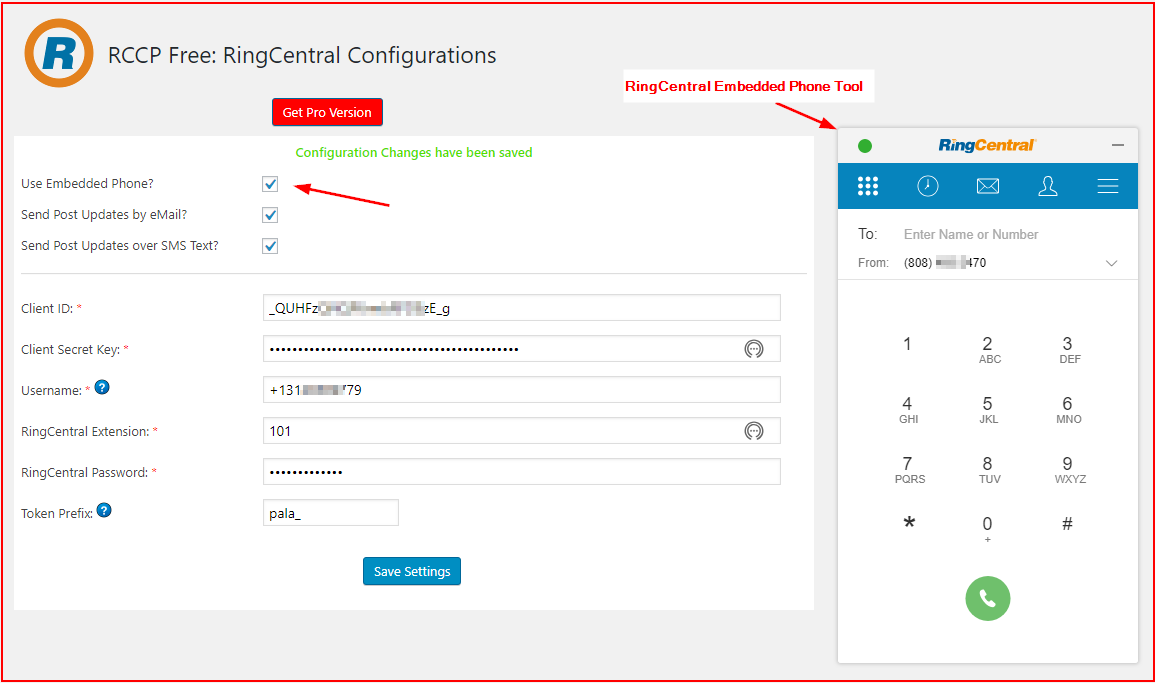 R
RCCP Free: RingCentral Configurations
Get Pro Version
Configuration Changes have been saved
Use Embedded Phone?
Send Post Updates by eMail?
Send Post Updates over SMS Text?
Client ID: *
_QUHFz zE_g
Client Secret Key: *
••••••••••••••••••••••••••••••••••••••••••••
Username: * ?
+131 779
RingCentral Extension: *
101
RingCentral Password: *
•••••••••••••
Token Prefix: ?
pala_
Save Settings
RingCentral Embedded Phone Tool
RingCentral
To: Enter Name or Number
From: (808) 470
1 2 3
ABC DEF
4 5 6
GHI JKL MNO
7 8 9
PQRS TUV WXYZ
* 0 #
+